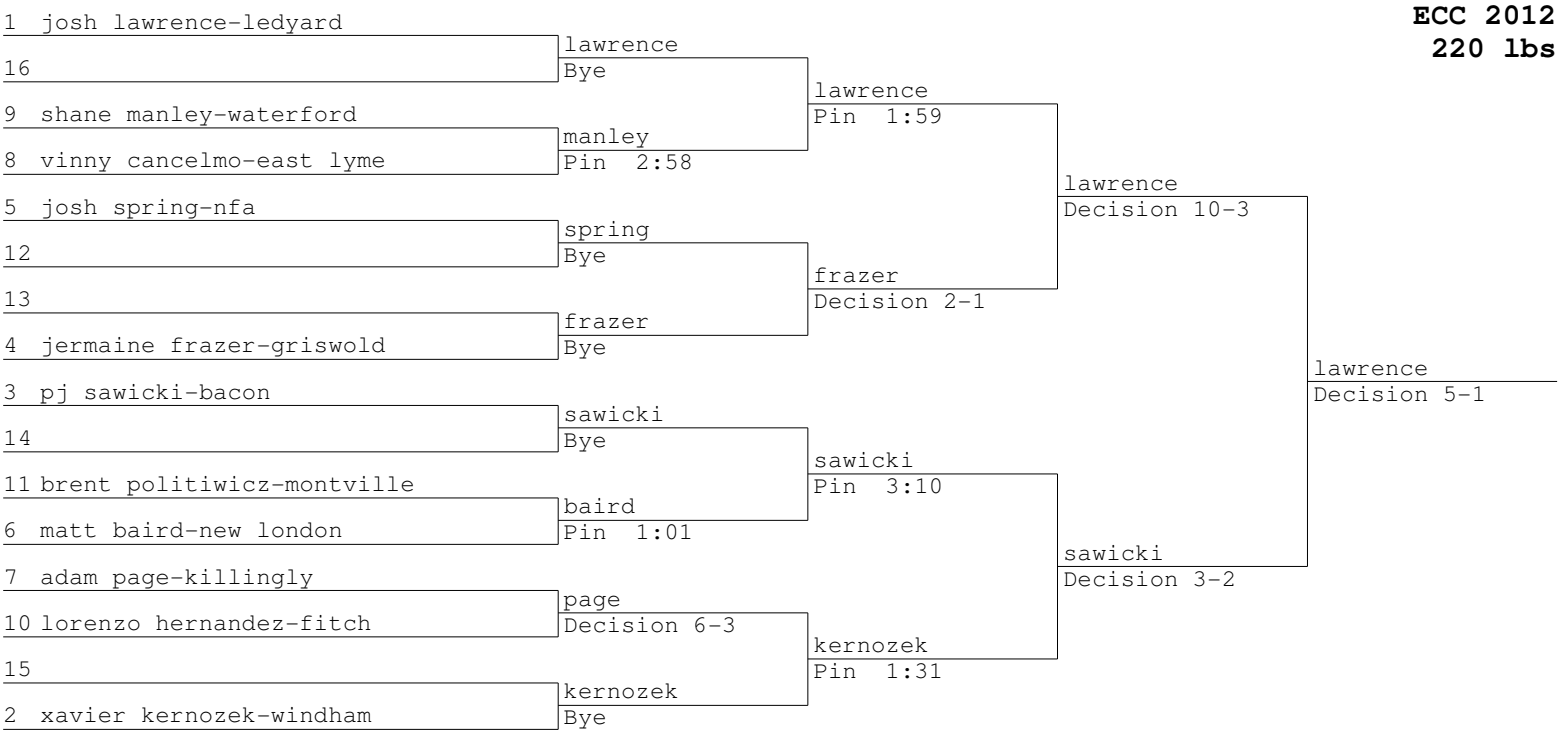 ECC 2012
220 lbs
1 josh lawrence-ledyard
lawrence
Bye
16
lawrence
Pin 1:59
9 shane manley-waterford
manley
Pin 2:58
8 vinny cancelmo-east lyme
lawrence
Decision 10-3
5 josh spring-nfa
spring
Bye
12
frazer
Decision 2-1
13
frazer
Bye
4 jermaine frazer-griswold
lawrence
Decision 5-1
3 pj sawicki-bacon
sawicki
Bye
14
sawicki
Pin 3:10
11 brent politiwicz-montville
baird
Pin 1:01
6 matt baird-new london
sawicki
Decision 3-2
7 adam page-killingly
page
Decision 6-3
10 lorenzo hernandez-fitch
kernozek
Pin 1:31
15
kernozek
Bye
2 xavier kernozek-windham